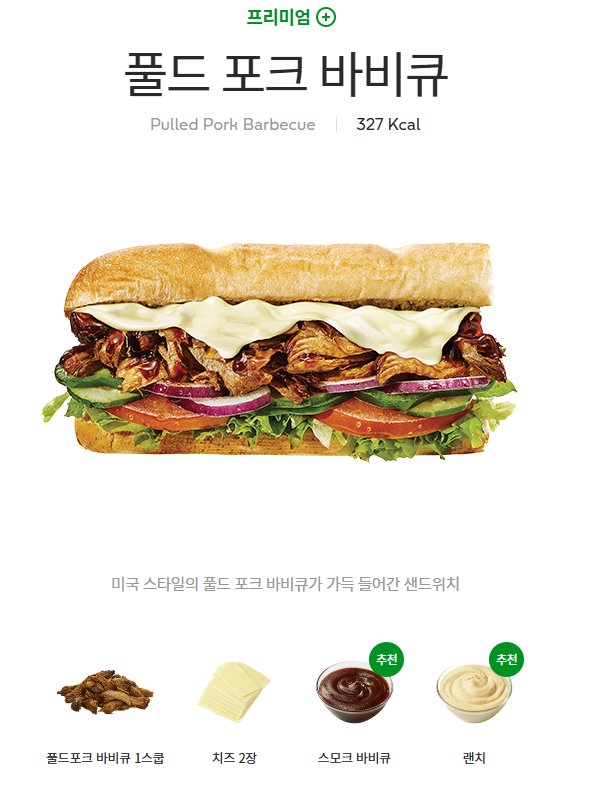 프리미엄
풀드 포크 바비큐
Pulled Pork Barbecue 327 Kcal
미국 스타일의 풀드 포크 바비큐가 가득 들어간 샌드위치
추천 추천
풀드포크 바비큐 1스쿱 치즈 2장 스모크 바비큐 랜치